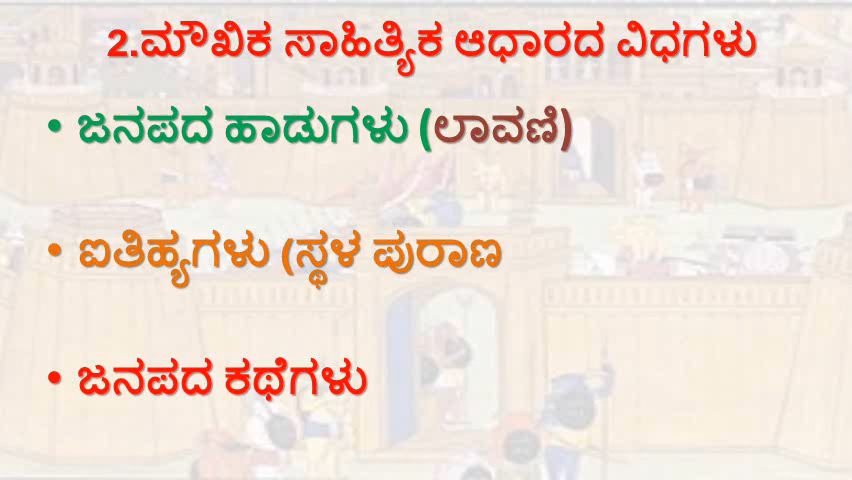 2.ಮೌಖಿಕ ಸಾಹಿತ್ಯಿಕ ಆಧಾರದ ವಿಧಗಳು
• ಜನಪದ ಹಾಡುಗಳು (ಲಾವಣಿ)
• ಐತಿಹ್ಯಗಳು (ಸ್ಥಳ ಪುರಾಣ
• ಜನಪದ ಕಥೆಗಳು